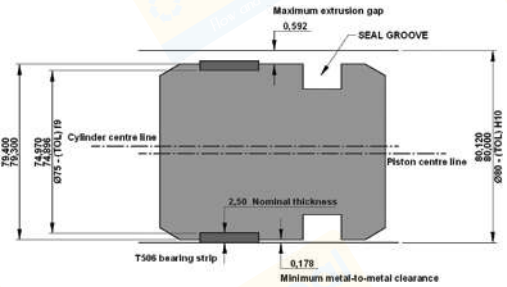 Maximum extrusion gap
0,592
SEAL GROOVE
79,400
79,300
74,970
74,896
Ø75 - (TOL) f9
Cylinder centre line
Piston centre line
80,120
80,000
Ø80 - (TOL) H10
2,50 Nominal thickness
T506 bearing strip
0,178
Minimum metal-to-metal clearance